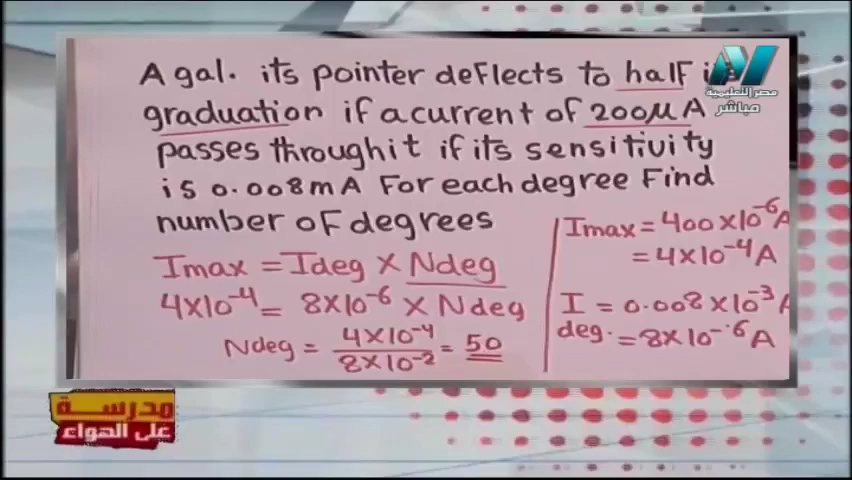 A gal. its pointer deflects to half
graduation if a current of 200μA
passes through it if its sensitivity
is 0.008mA For each degree Find
number of degrees
Imax = Ideg × Ndeg
4×10⁻⁴ = 8×10⁻⁶ × Ndeg
Ndeg = 4×10⁻⁴ / 8×10⁻² = 50
Imax = 400×10⁻⁶ A
= 4×10⁻⁴ A
I deg. = 0.008×10⁻³ A
= 8×10⁻⁶ A
مصر التعليمية
مباشر
مدرسة
على الهواء